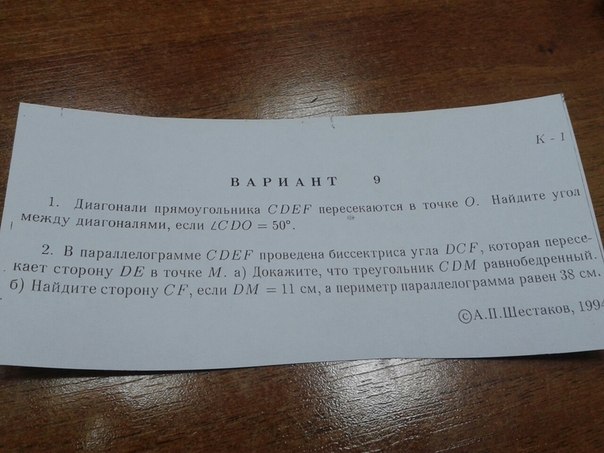 К - 1
ВАРИАНТ 9
1. Диагонали прямоугольника CDEF пересекаются в точке O. Найдите угол
между диагоналями, если ∠CDO = 50°.
2. В параллелограмме CDEF проведена биссектриса угла DCF, которая пересе-
кает сторону DE в точке M. а) Докажите, что треугольник CDM равнобедренный.
б) Найдите сторону CF, если DM = 11 см, а периметр параллелограмма равен 38 см.
©А.П.Шестаков, 199